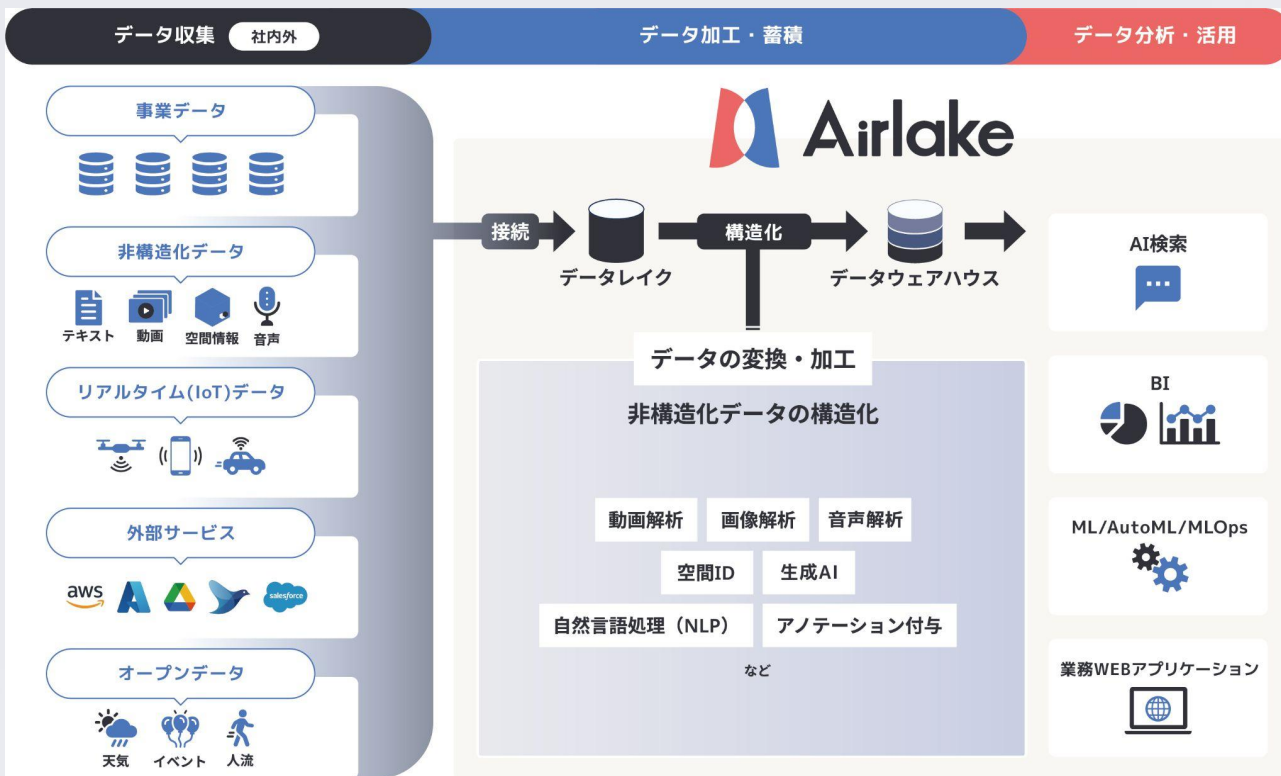 データ収集 社内外
データ加工・蓄積
データ分析・活用
事業データ
非構造化データ
テキスト 動画 空間情報 音声
リアルタイム(IoT)データ
外部サービス
aws
salesforce
オープンデータ
天気 イベント 人流
Airlake
接続
構造化
データレイク
データウェアハウス
データの変換・加工
非構造化データの構造化
動画解析 画像解析 音声解析
空間ID 生成AI
自然言語処理（NLP） アノテーション付与
など
AI検索
BI
ML/AutoML/MLOps
業務WEBアプリケーション